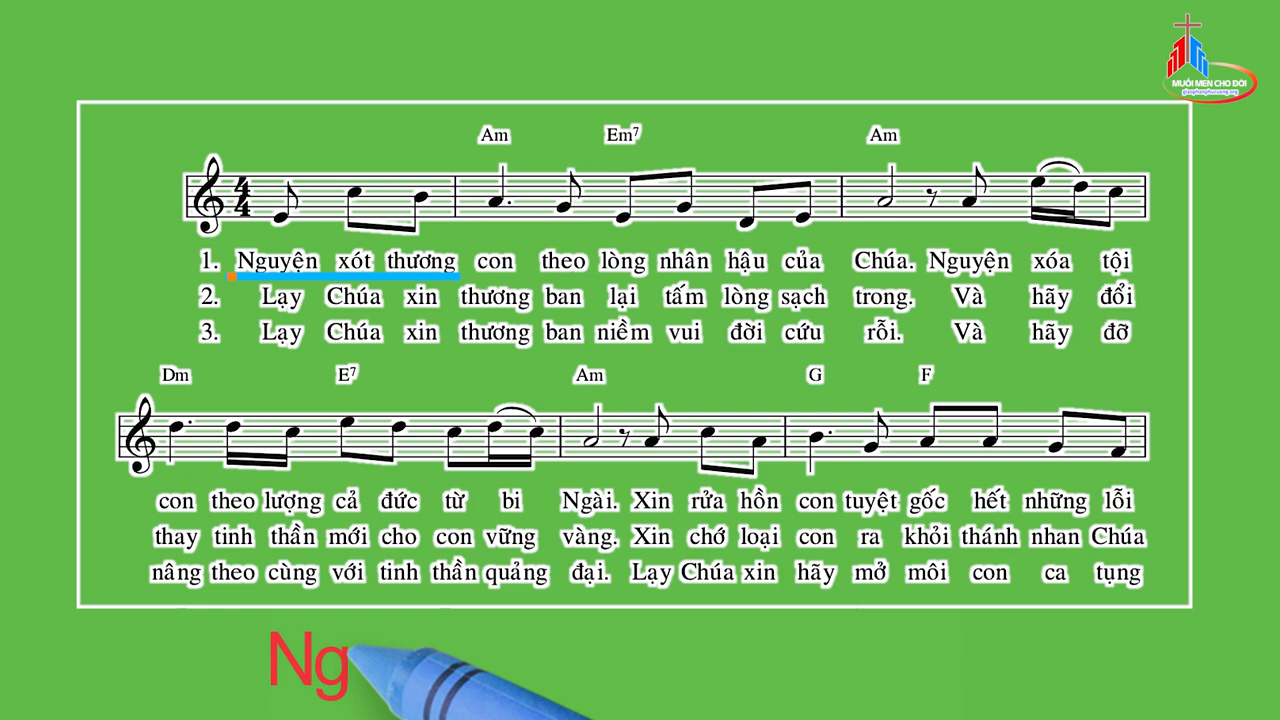 MUỐI MEN CHO ĐỜI
giaophanphucuong.org
Am Em7 Am
1. Nguyện xót thương con theo lòng nhân hậu của Chúa. Nguyện xóa tội
2. Lạy Chúa xin thương ban lại tấm lòng sạch trong. Và hãy đổi
3. Lạy Chúa xin thương ban niềm vui đời cứu rỗi. Và hãy đỡ
Dm E7 Am G F
con theo lượng cả đức từ bi Ngài. Xin rửa hồn con tuyệt gốc hết những lỗi
thay tinh thần mới cho con vững vàng. Xin chớ loại con ra khỏi thánh nhan Chúa
nâng theo cùng với tinh thần quảng đại. Lạy Chúa xin hãy mở môi con ca tụng
Ng